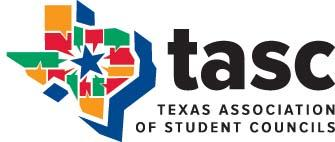 tasc
TEXAS ASSOCIATION
OF STUDENT COUNCILS